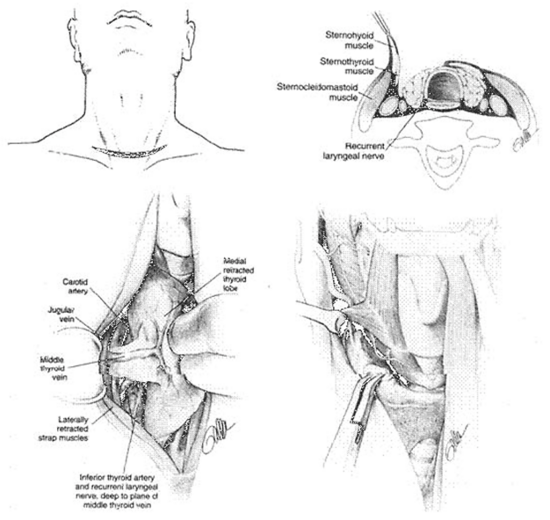 Sternohyoid
muscle
Sternothyroid
muscle
Sternocleidomastoid
muscle
Recurrent
laryngeal nerve
Medial
retracted
thyroid
lobe
Carotid
artery
Jugular
vein
Middle
thyroid
vein
Laterally
retracted
strap muscles
Inferior thyroid artery
and recurrent laryngeal
nerve, deep to plane of
middle thyroid vein